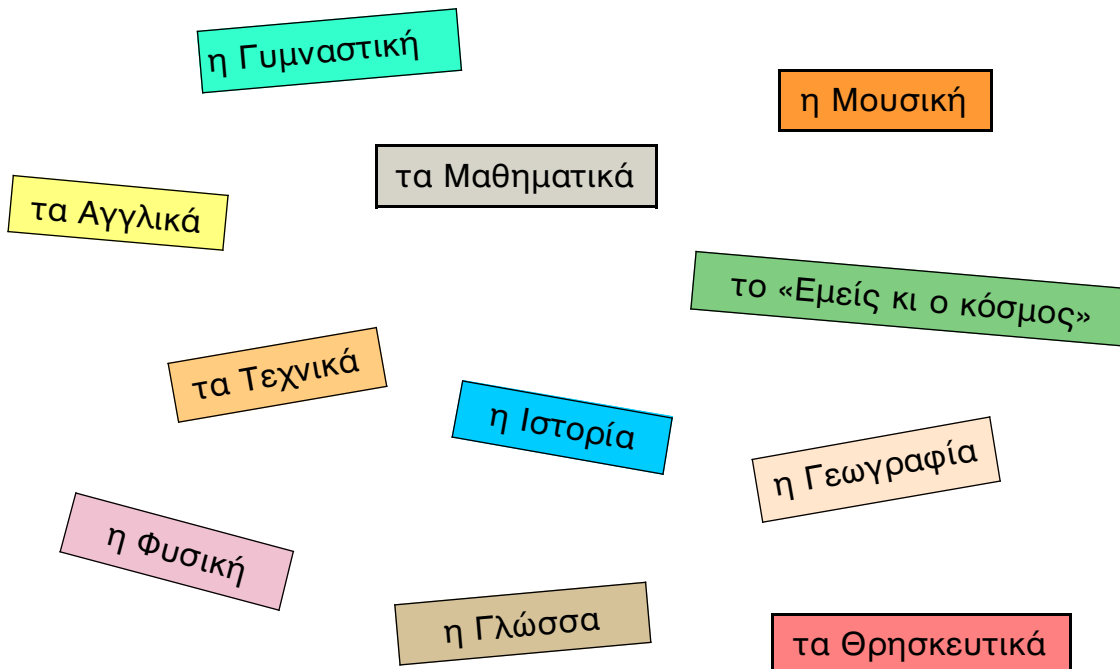 η Γυμναστική
η Μουσική
τα Μαθηματικά
τα Αγγλικά
το «Εμείς κι ο κόσμος»
τα Τεχνικά
η Ιστορία
η Γεωγραφία
η Φυσική
η Γλώσσα
τα Θρησκευτικά